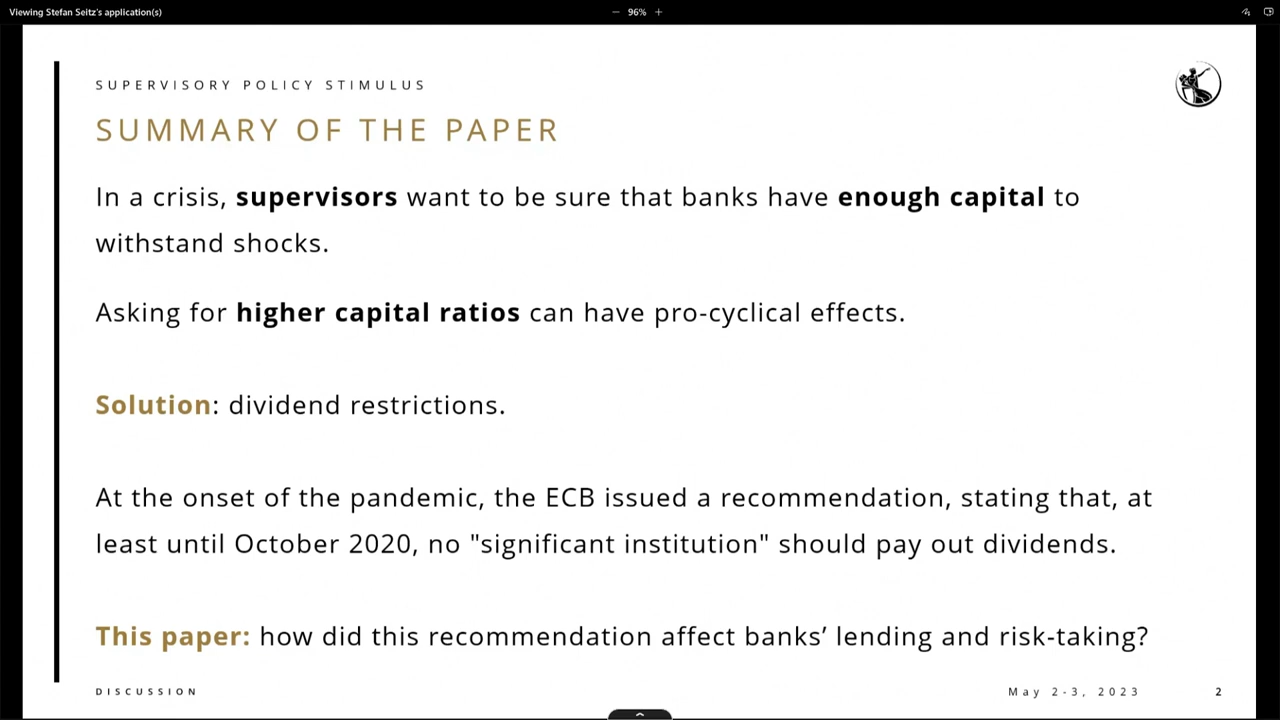 Viewing Stefan Seitz's application(s)
− 96% +
SUPERVISORY POLICY STIMULUS
SUMMARY OF THE PAPER
In a crisis, supervisors want to be sure that banks have enough capital to
withstand shocks.
Asking for higher capital ratios can have pro-cyclical effects.
Solution: dividend restrictions.
At the onset of the pandemic, the ECB issued a recommendation, stating that, at
least until October 2020, no "significant institution" should pay out dividends.
This paper: how did this recommendation affect banks’ lending and risk-taking?
DISCUSSION May 2-3, 2023 2